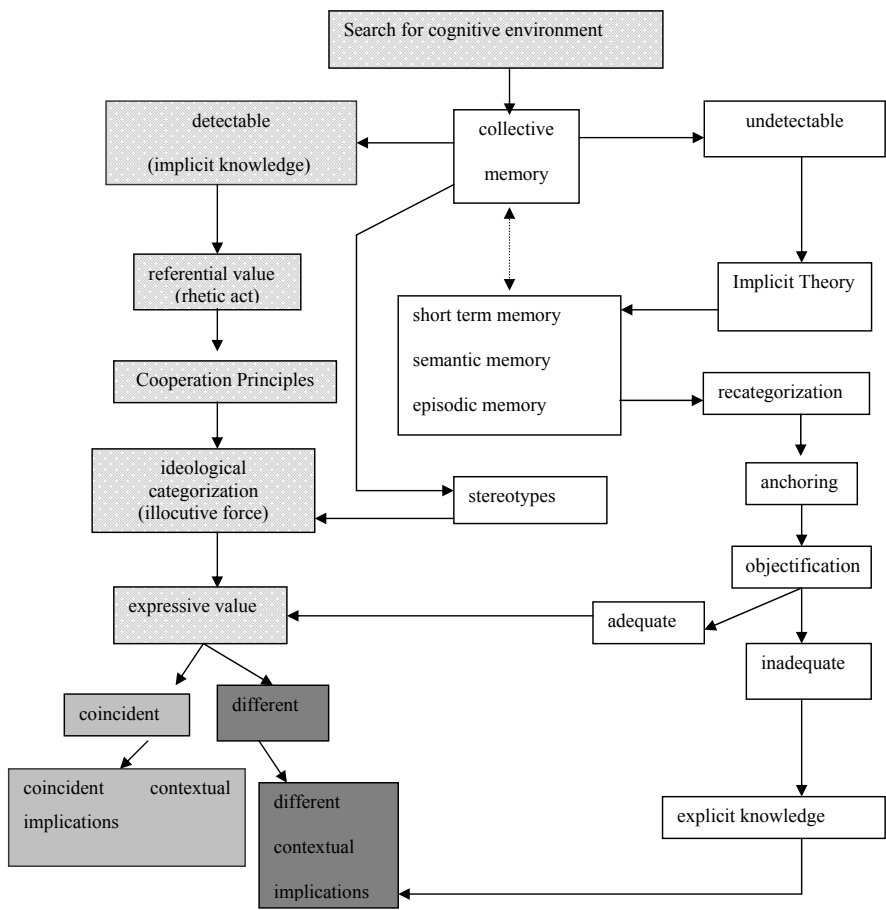 Search for cognitive environment
detectable
(implicit knowledge)
collective
memory
undetectable
referential value
(rhetic act)
Implicit Theory
short term memory
semantic memory
episodic memory
Cooperation Principles
recategorization
ideological
categorization
(illocutive force)
stereotypes
anchoring
objectification
expressive value
adequate
inadequate
coincident
different
coincident contextual
implications
different
contextual
implications
explicit knowledge